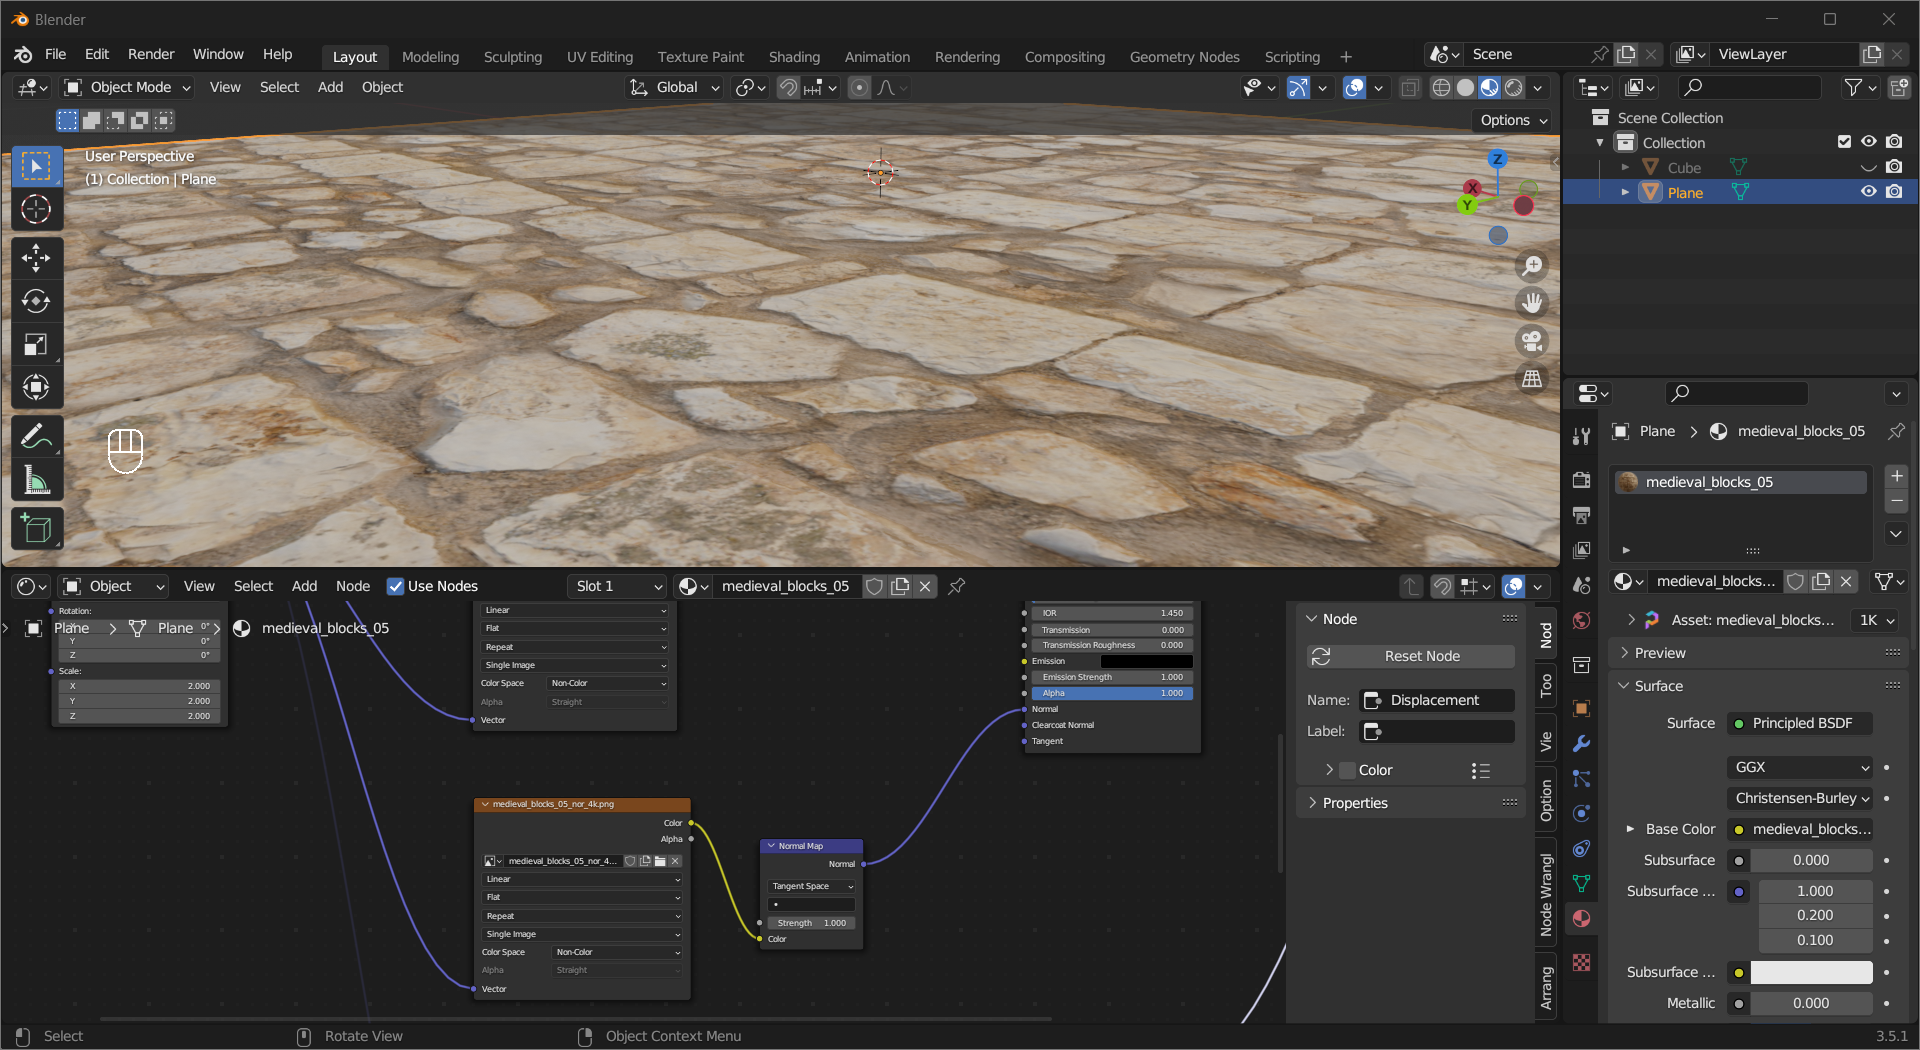 Blender
File Edit Render Window Help
Layout Modeling Sculpting UV Editing Texture Paint Shading Animation Rendering Compositing Geometry Nodes Scripting +
Scene
ViewLayer
Object Mode View Select Add Object
Global
Options
User Perspective
(1) Collection | Plane
Z
X
Y
Scene Collection
Collection
Cube
Plane
Plane > medieval_blocks_05
medieval_blocks_05
medieval_blocks...
Asset: medieval_blocks... 1K
Preview
Surface
Surface Principled BSDF
GGX
Christensen-Burley
Base Color medieval_blocks...
Subsurface 0.000
Subsurface ... 1.000
0.200
0.100
Subsurface ...
Metallic 0.000
Object View Select Add Node Use Nodes Slot 1 medieval_blocks_05
Plane > Plane > medieval_blocks_05
Rotation:
X 0°
Y 0°
Z 0°
Scale:
X 2.000
Y 2.000
Z 2.000
Linear
Flat
Repeat
Single Image
Color Space Non-Color
Alpha Straight
Vector
medieval_blocks_05_nor_4k.png
Color
Alpha
medieval_blocks_05_nor_4...
Linear
Flat
Repeat
Single Image
Color Space Non-Color
Alpha Straight
Vector
Normal Map
Normal
Tangent Space
Strength 1.000
Color
IOR 1.450
Transmission 0.000
Transmission Roughness 0.000
Emission
Emission Strength 1.000
Alpha 1.000
Normal
Clearcoat Normal
Tangent
Node
Reset Node
Name: Displacement
Label:
Color
Properties
Nod
Too
Vie
Option
Node Wrangl
Arrang
Select
Rotate View
Object Context Menu
3.5.1